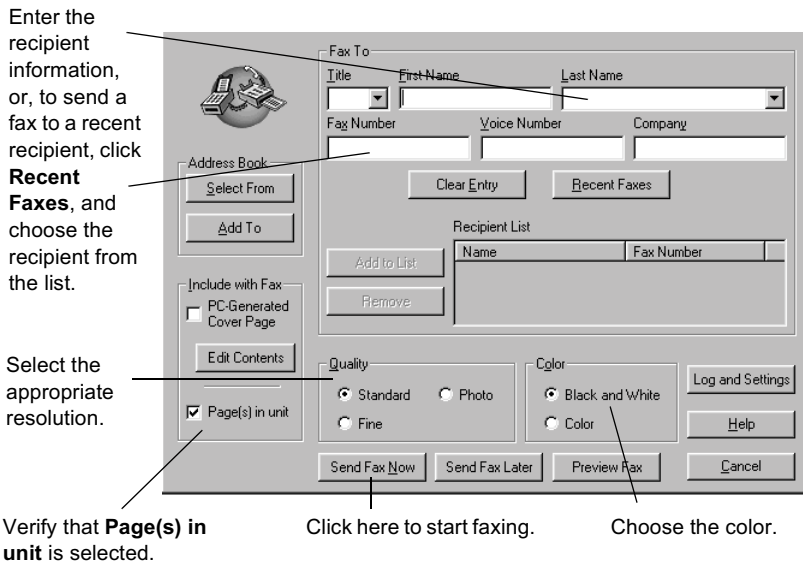 Enter the
recipient
information,
or, to send a
fax to a recent
recipient, click
Recent
Faxes, and
choose the
recipient from
the list.
Select the
appropriate
resolution.
Verify that Page(s) in
unit is selected.
Fax To
Title First Name Last Name
Fax Number Voice Number Company
Clear Entry Recent Faxes
Address Book
Select From
Add To
Recipient List
Name Fax Number
Add to List
Remove
Include with Fax
PC-Generated
Cover Page
Edit Contents
Page(s) in unit
Quality
Standard Photo
Fine
Color
Black and White
Color
Log and Settings
Help
Send Fax Now Send Fax Later Preview Fax Cancel
Click here to start faxing.
Choose the color.